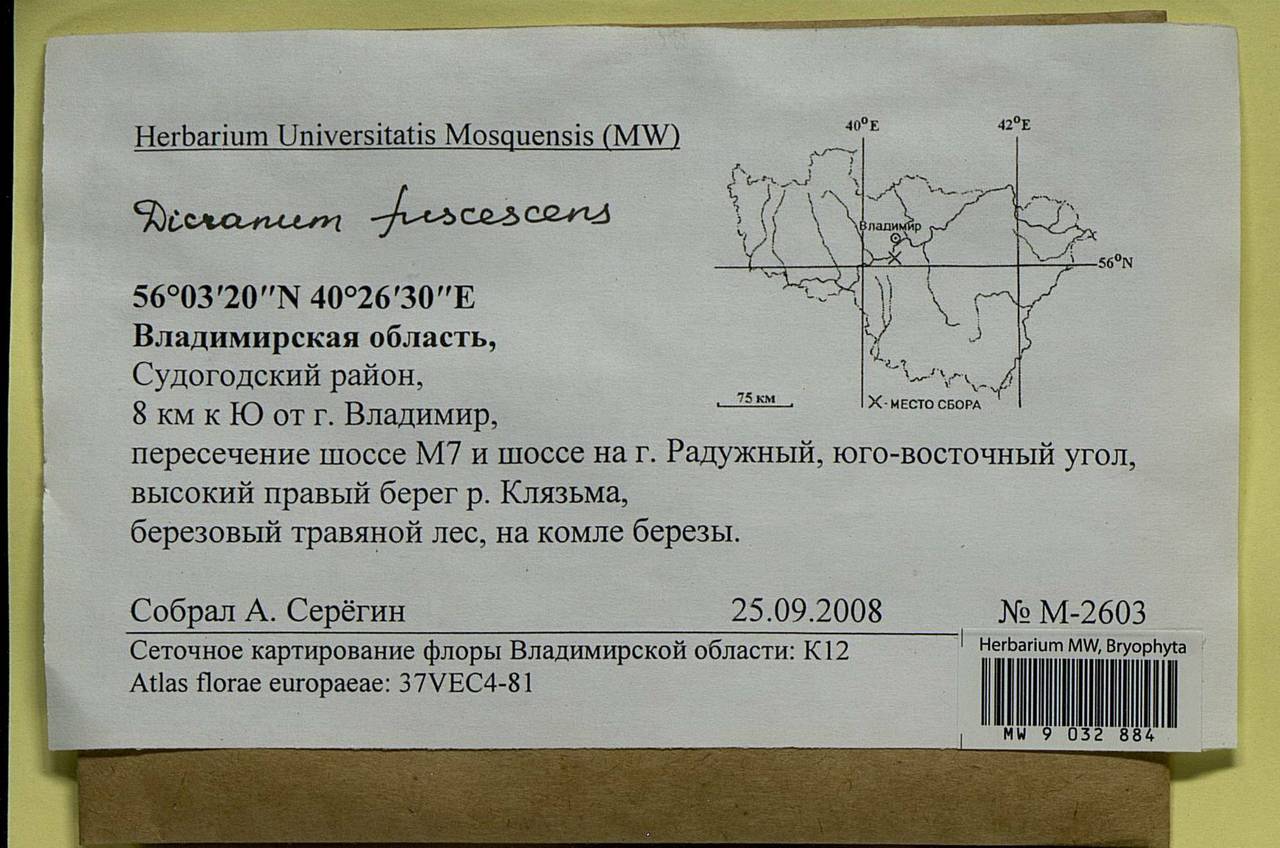 Herbarium Universitatis Mosquensis (MW)
Dicranum fuscescens
40°E
42°E
Владимир
56°N
75 км
X-МЕСТО СБОРА
56°03′20″N 40°26′30″E
Владимирская область,
Судогодский район,
8 км к Ю от г. Владимир,
пересечение шоссе М7 и шоссе на г. Радужный, юго-восточный угол,
высокий правый берег р. Клязьма,
березовый травяной лес, на комле березы.
Собрал А. Серёгин 25.09.2008 № М-2603
Сеточное картирование флоры Владимирской области: К12
Atlas florae europaeae: 37VEC4-81
Herbarium MW, Bryophyta
MW 9 032 884